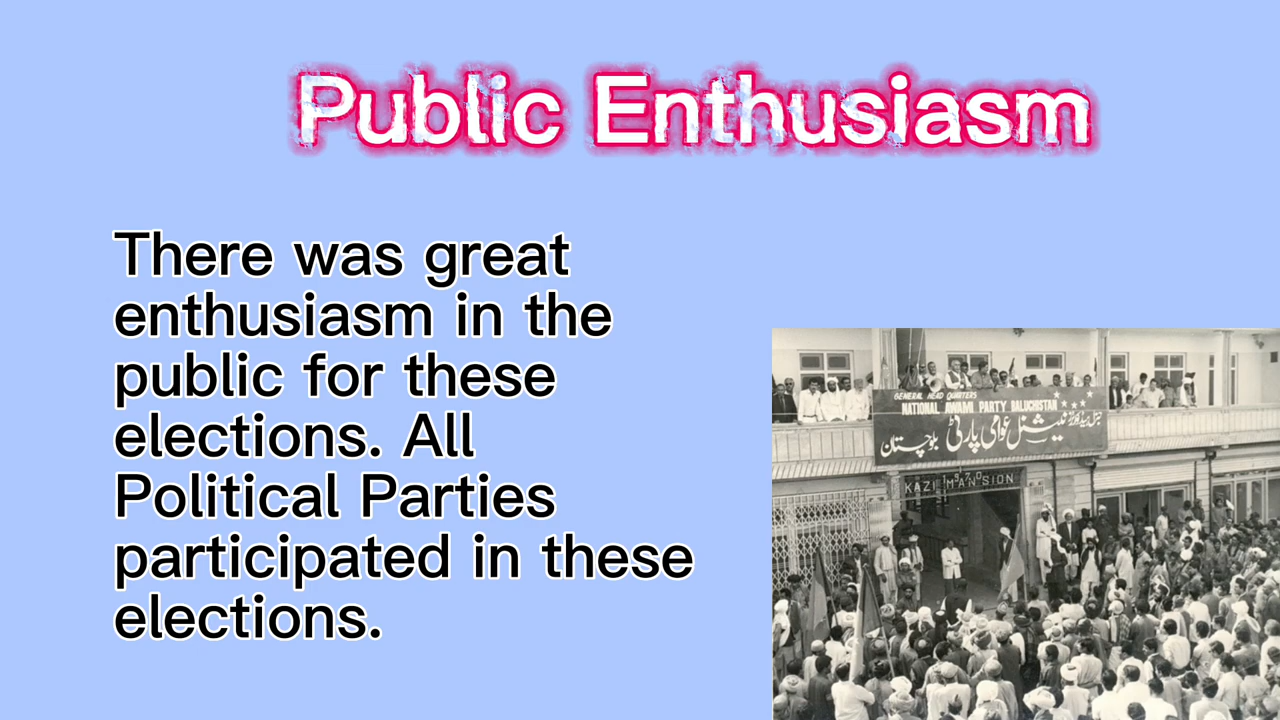 Public Enthusiasm
There was great
enthusiasm in the
public for these
elections. All
Political Parties
participated in these
elections.
GENERAL HEAD QUARTERS
NATIONAL AWAMI PARTY BALUCHISTAN
نیشنل عوامی پارٹی بلوچستان
KAZI MANSION